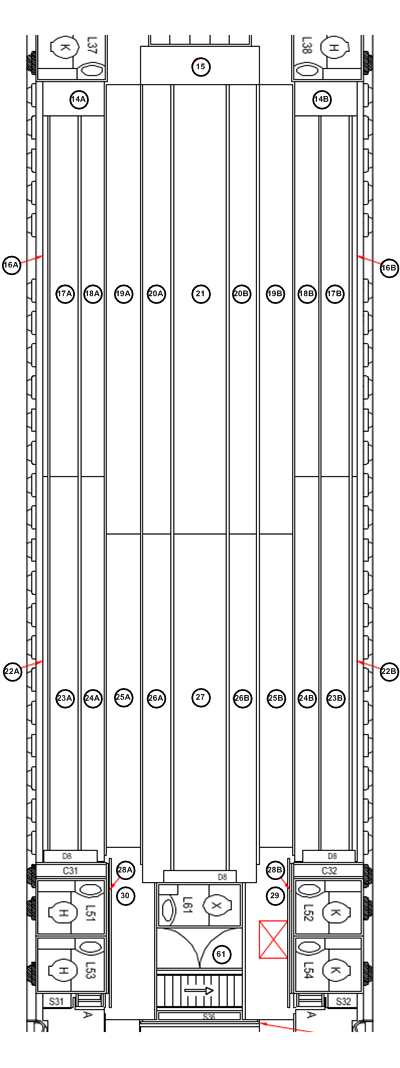 K
L37
L38
H
15
14A
14B
16A
16B
17A
18A
19A
20A
21
20B
19B
18B
17B
22A
22B
23A
24A
25A
26A
27
26B
25B
24B
23B
D8
D8
C31
28A
D8
28B
C32
30
29
H
L51
L61
X
L52
K
61
H
L53
L54
K
S31
A
S36
A
S32